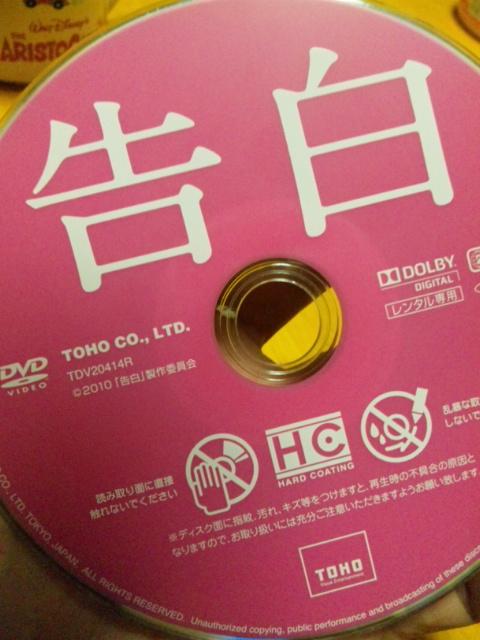 WALT DISNEY'S
THE
ARISTOC
告白
DOLBY
DIGITAL
レンタル専用
DVD
VIDEO
TOHO CO., LTD.
TDV20414R
©2010「告白」製作委員会
読み取り面に直接
触れないでください
HC
HARD COATING
乱暴な取
しないで
※ディスク面に指紋、汚れ、キズ等をつけますと、再生時の不具合の原因と
なりますので、お取り扱いには充分ご注意いただきますようお願い致します。
TOHO
Visual Entertainment
CO., LTD. TOKYO, JAPAN. ALL RIGHTS RESERVED. Unauthorized copying, public performance and broadcasting of these disc